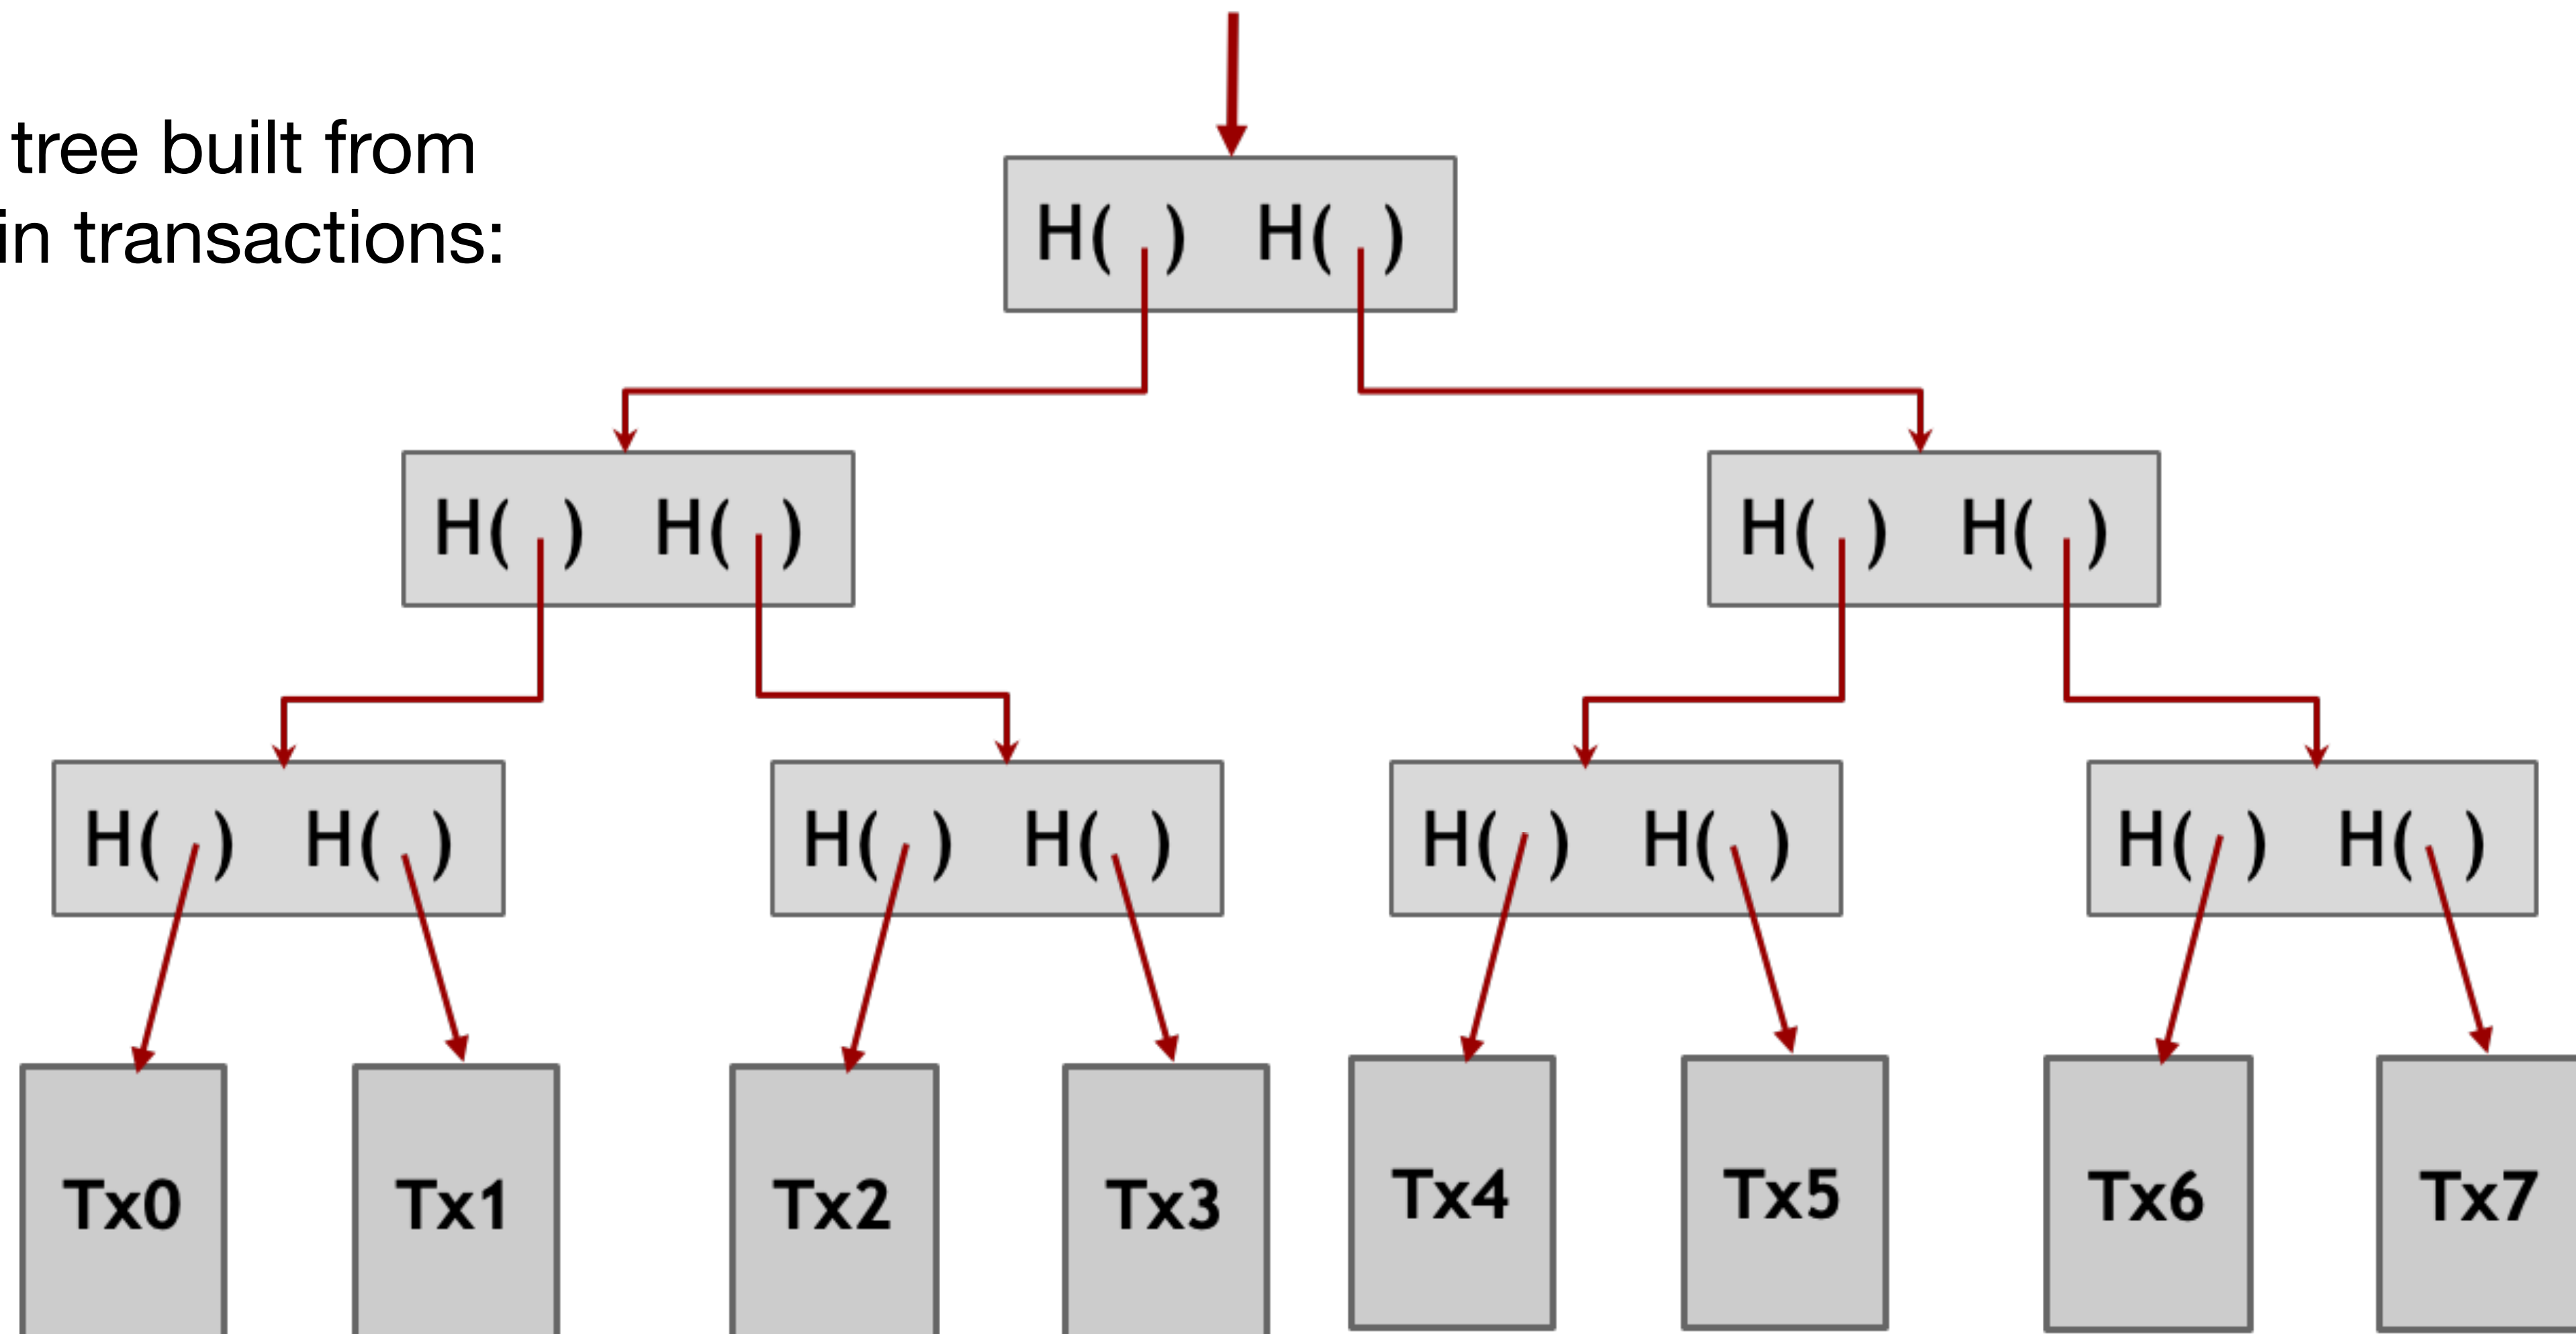 tree built from
in transactions:
H( ) H( )
H( ) H( )
H( ) H( )
H( ) H( )
H( ) H( )
H( ) H( )
H( ) H( )
Tx0
Tx1
Tx2
Tx3
Tx4
Tx5
Tx6
Tx7